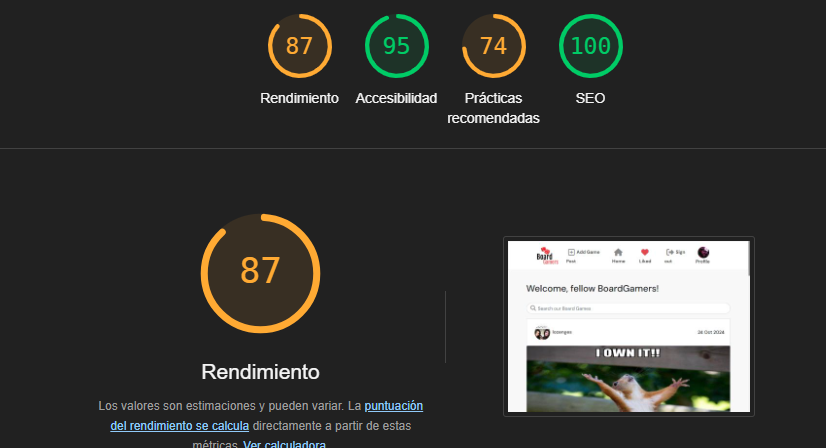 87
95
74
100
Rendimiento
Accesibilidad
Prácticas
recomendadas
SEO
87
Rendimiento
Los valores son estimaciones y pueden variar. La puntuación
del rendimiento se calcula directamente a partir de estas
métricas. Ver calculadora.
Board
Gamers
Add Game
Post
Home
Liked
Sign
out
Profile
Welcome, fellow BoardGamers!
Search our Board Games
26 Oct 2024
I OWN IT!!